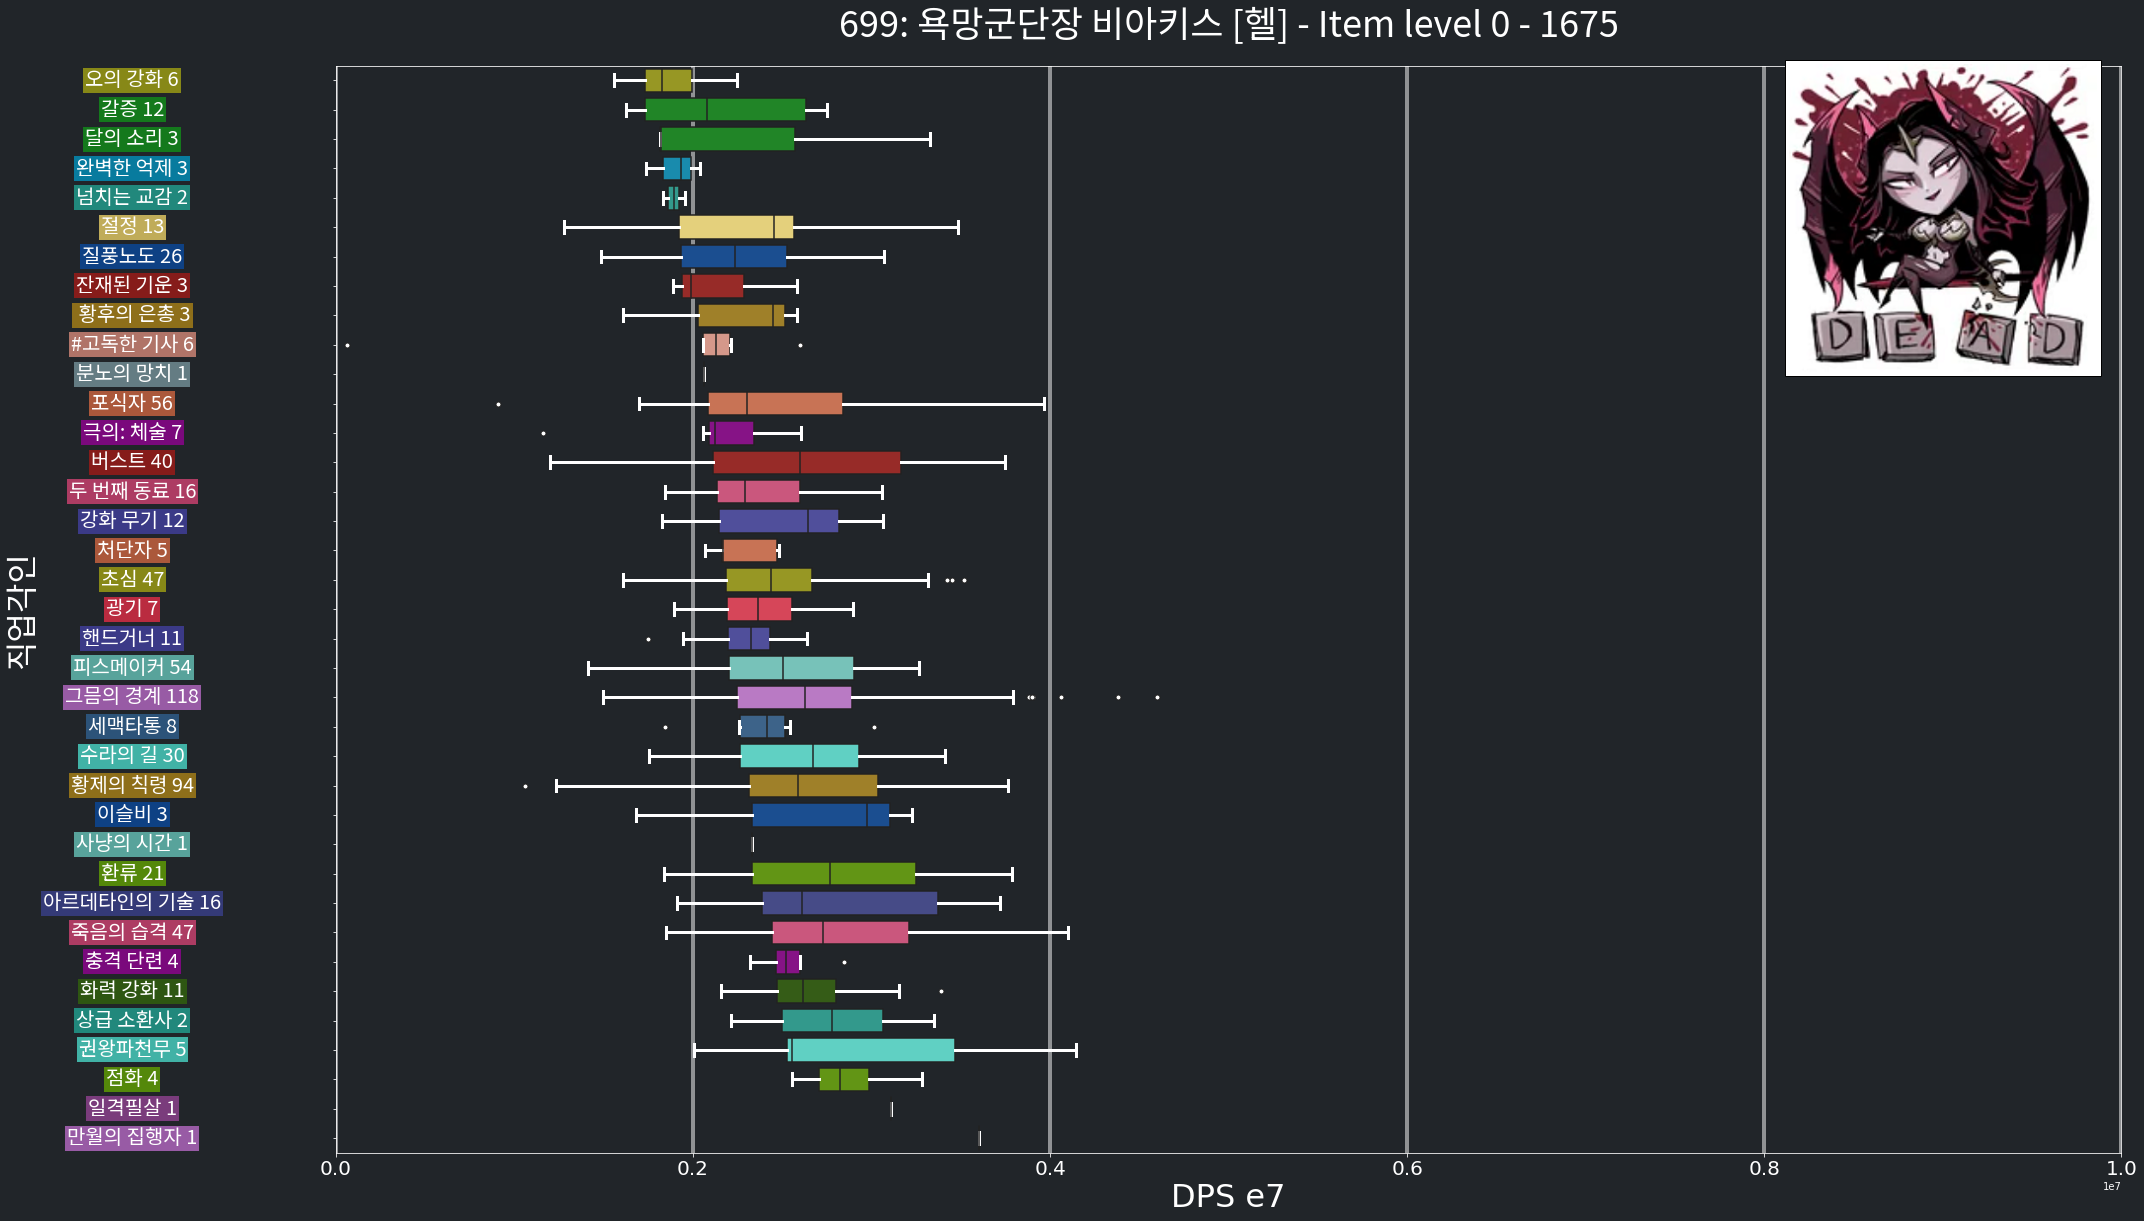 699: 욕망군단장 비아키스 [헬] - Item level 0 - 1675
오의 강화 6
갈증 12
달의 소리 3
완벽한 억제 3
넘치는 교감 2
절정 13
질풍노도 26
잔재된 기운 3
황후의 은총 3
#고독한 기사 6
분노의 망치 1
포식자 56
극의: 체술 7
버스트 40
두 번째 동료 16
강화 무기 12
처단자 5
초심 47
광기 7
핸드거너 11
피스메이커 54
그믐의 경계 118
세맥타통 8
수라의 길 30
황제의 칙령 94
이슬비 3
사냥의 시간 1
환류 21
아르데타인의 기술 16
죽음의 습격 47
충격 단련 4
화력 강화 11
상급 소환사 2
권왕파천무 5
점화 4
일격필살 1
만월의 집행자 1
직업각인
0.0 0.2 0.4 0.6 0.8 1.0
1e7
DPS e7
DEAD